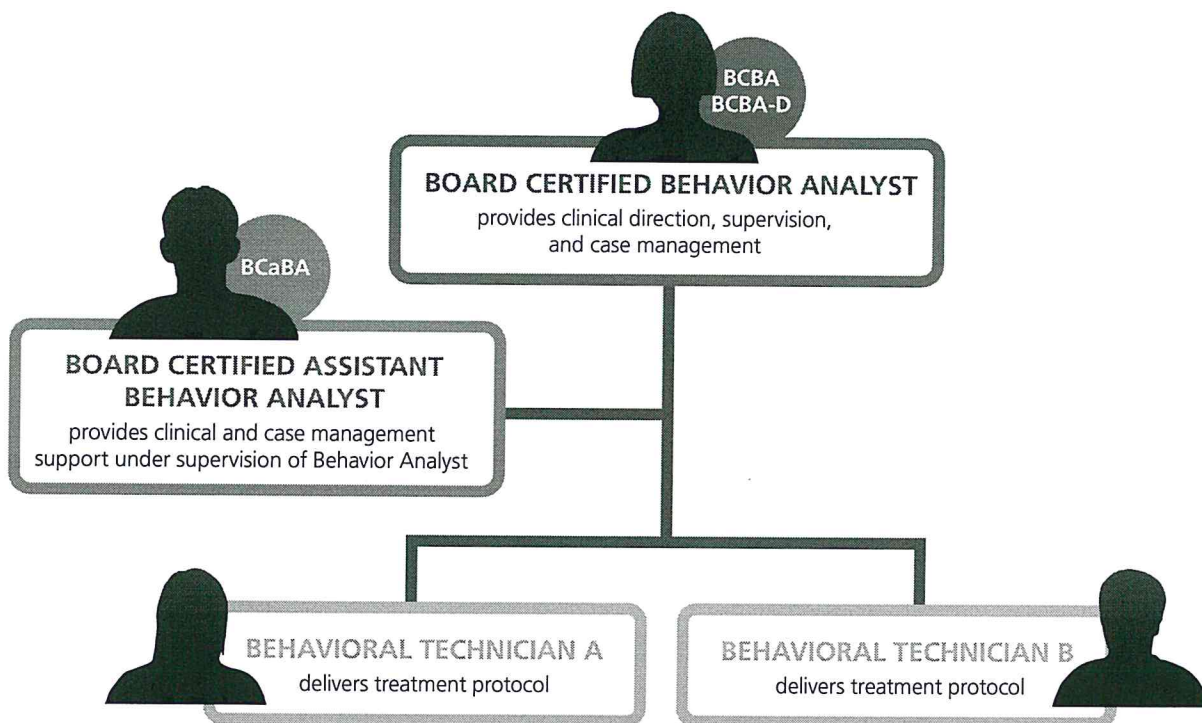 BCBA
BCBA-D
BOARD CERTIFIED BEHAVIOR ANALYST
provides clinical direction, supervision,
and case management
BCaBA
BOARD CERTIFIED ASSISTANT
BEHAVIOR ANALYST
provides clinical and case management
support under supervision of Behavior Analyst
BEHAVIORAL TECHNICIAN A
delivers treatment protocol
BEHAVIORAL TECHNICIAN B
delivers treatment protocol